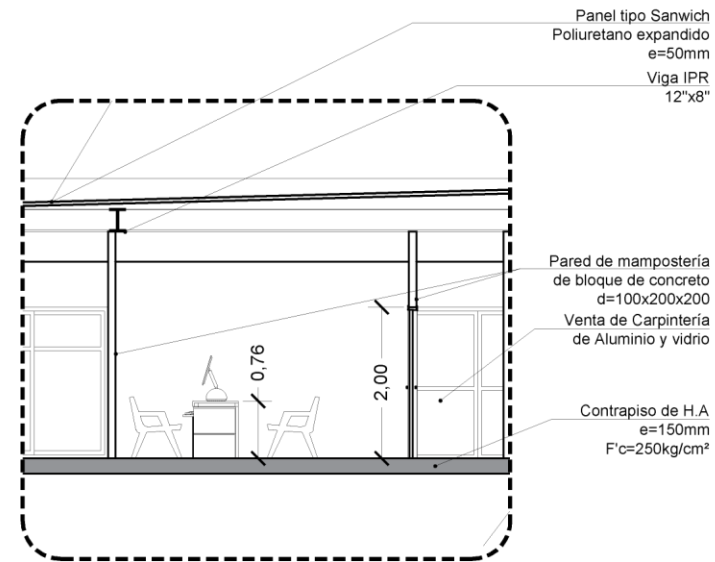 Panel tipo Sanwich
Poliuretano expandido
e=50mm
Viga IPR
12"x8"
Pared de mampostería
de bloque de concreto
d=100x200x200
Venta de Carpintería
de Aluminio y vidrio
0,76
2,00
Contrapiso de H.A
e=150mm
F'c=250kg/cm²